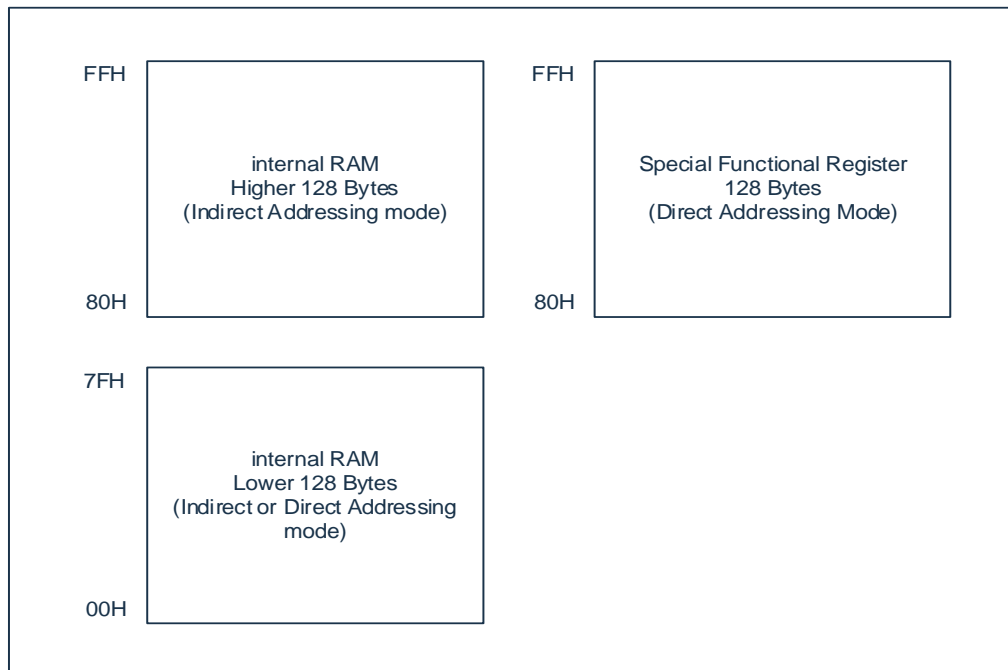 FFH
internal RAM
Higher 128 Bytes
(Indirect Addressing mode)
80H
FFH
Special Functional Register
128 Bytes
(Direct Addressing Mode)
80H
7FH
internal RAM
Lower 128 Bytes
(Indirect or Direct Addressing
mode)
00H